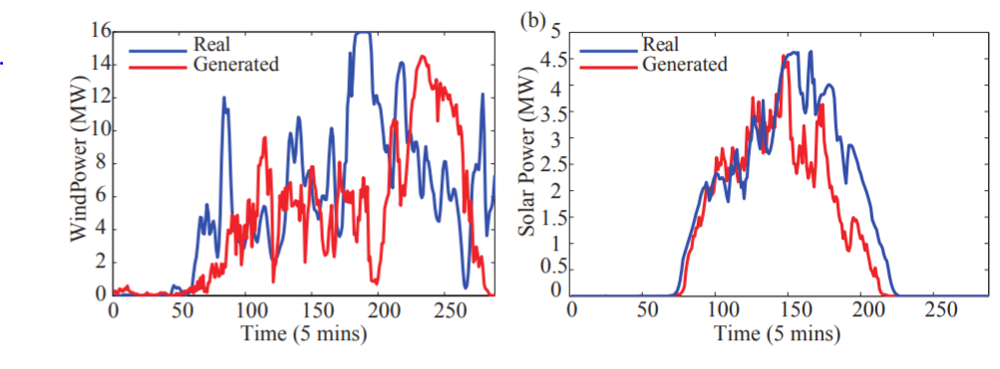 16
14
12
10
8
6
4
2
0
WindPower (MW)
Real
Generated
0 50 100 150 200 250
Time (5 mins)
(b)
5
4.5
4
3.5
3
2.5
2
1.5
1
0.5
0
Solar Power (MW)
Real
Generated
0 50 100 150 200 250
Time (5 mins)